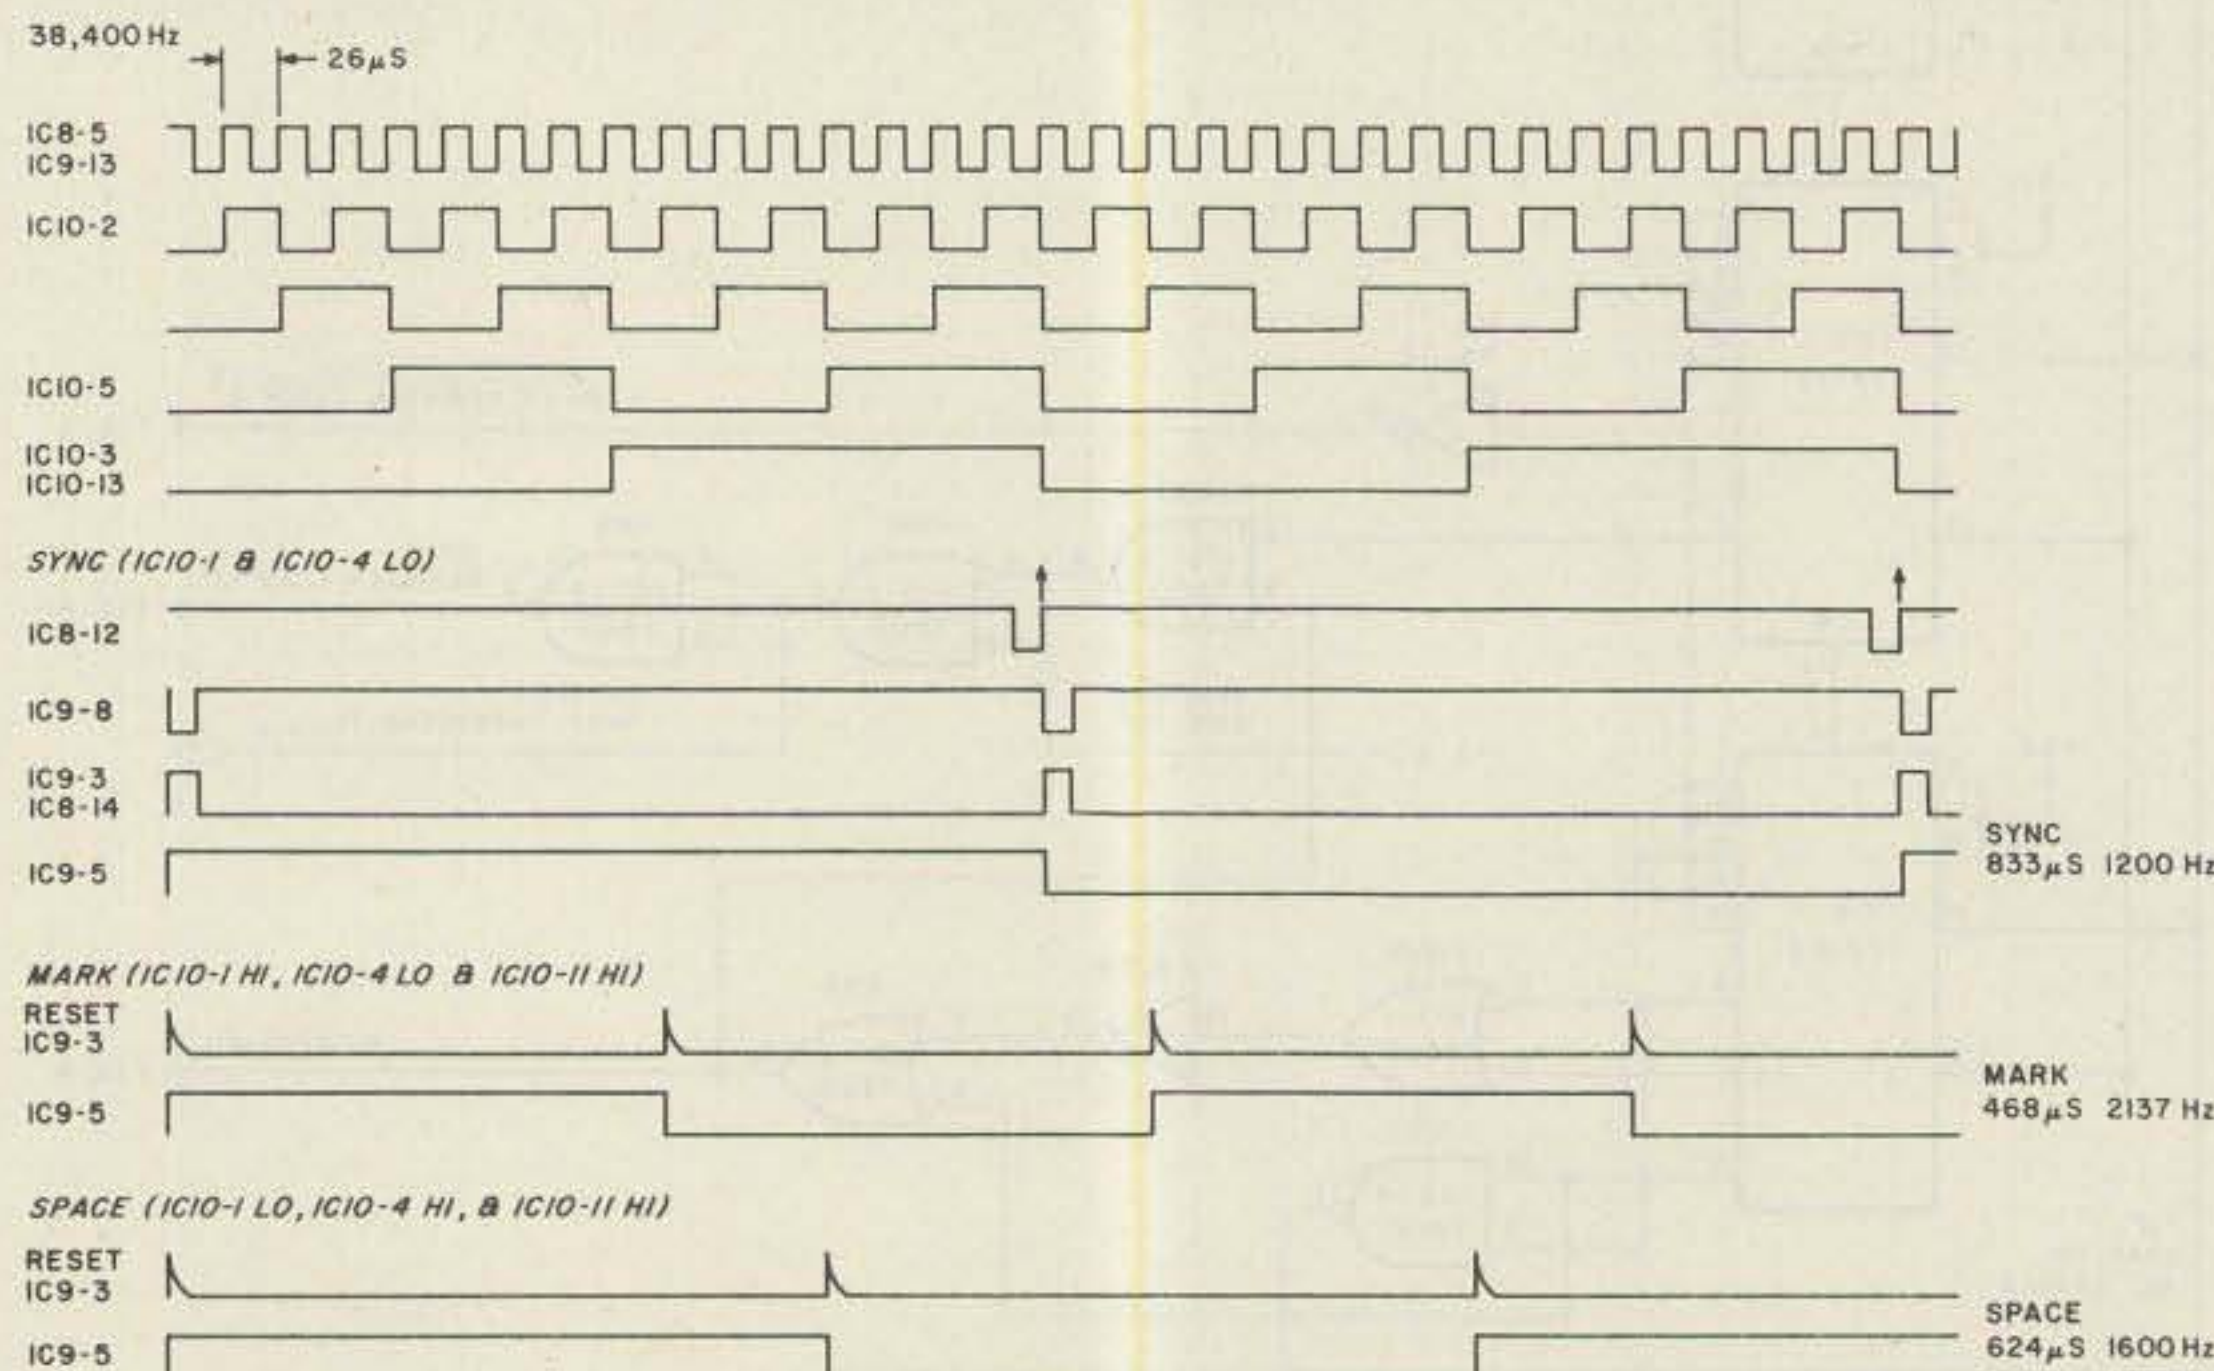 38,400 Hz
26µS
IC8-5
IC9-13
IC10-2
IC10-5
IC10-3
IC10-13
SYNC (IC10-1 & IC10-4 LO)
IC8-12
IC9-8
IC9-3
IC8-14
IC9-5
SYNC
833µS 1200 Hz
MARK (IC10-1 HI, IC10-4 LO & IC10-11 HI)
RESET
IC9-3
IC9-5
MARK
468µS 2137 Hz
SPACE (IC10-1 LO, IC10-4 HI, & IC10-11 HI)
RESET
IC9-3
IC9-5
SPACE
624µS 1600 Hz